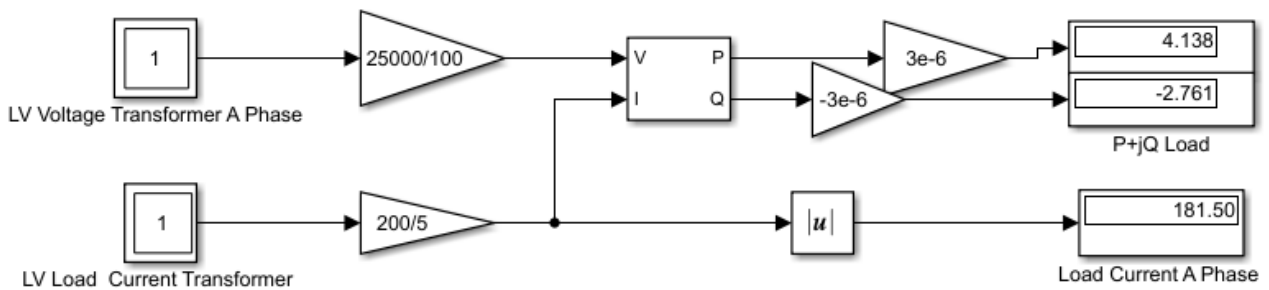 1
LV Voltage Transformer A Phase
25000/100
V
I
P
Q
3e-6
-3e-6
4.138
-2.761
P+jQ Load
1
LV Load  Current Transformer
200/5
|u|
181.50
Load Current A Phase